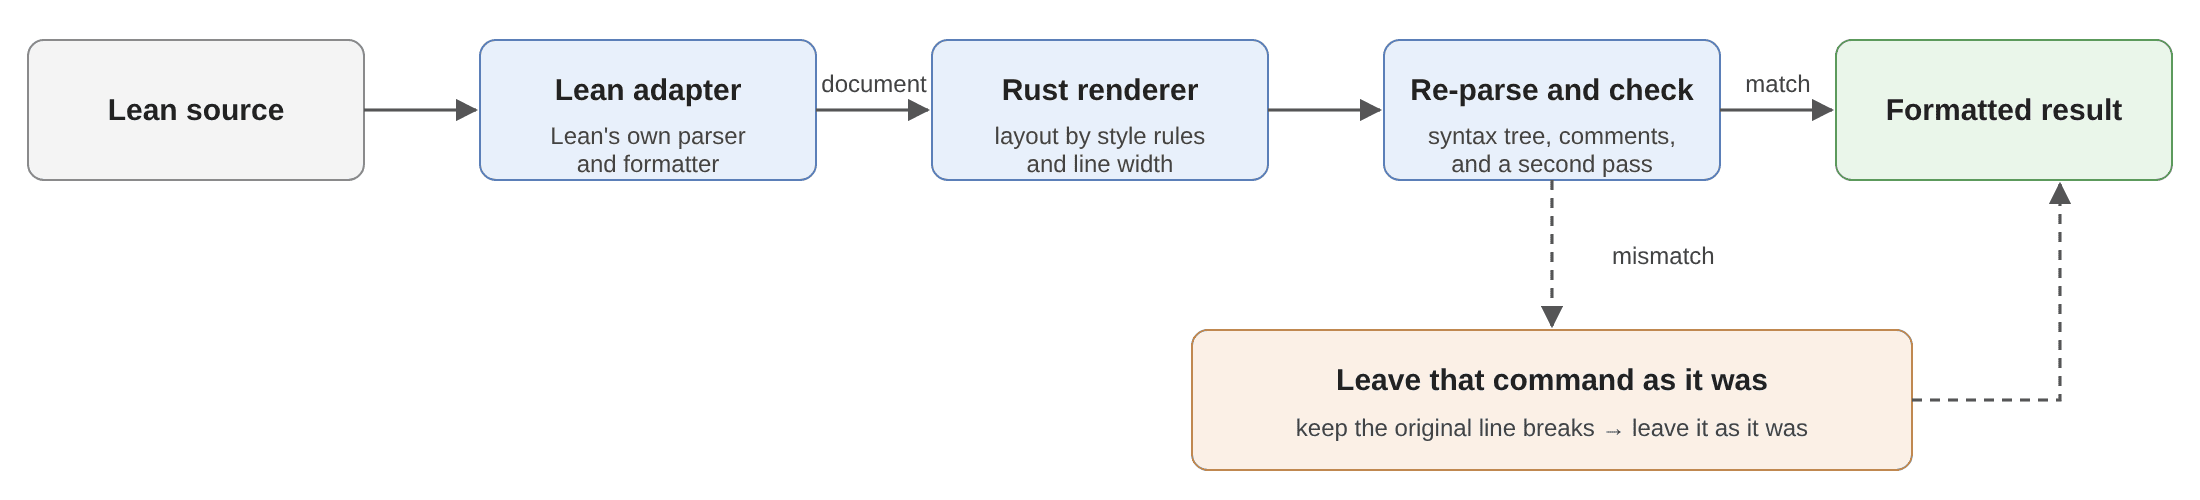 Lean source
Lean adapter
Lean's own parser
and formatter
document
Rust renderer
layout by style rules
and line width
Re-parse and check
syntax tree, comments,
and a second pass
match
Formatted result
mismatch
Leave that command as it was
keep the original line breaks → leave it as it was